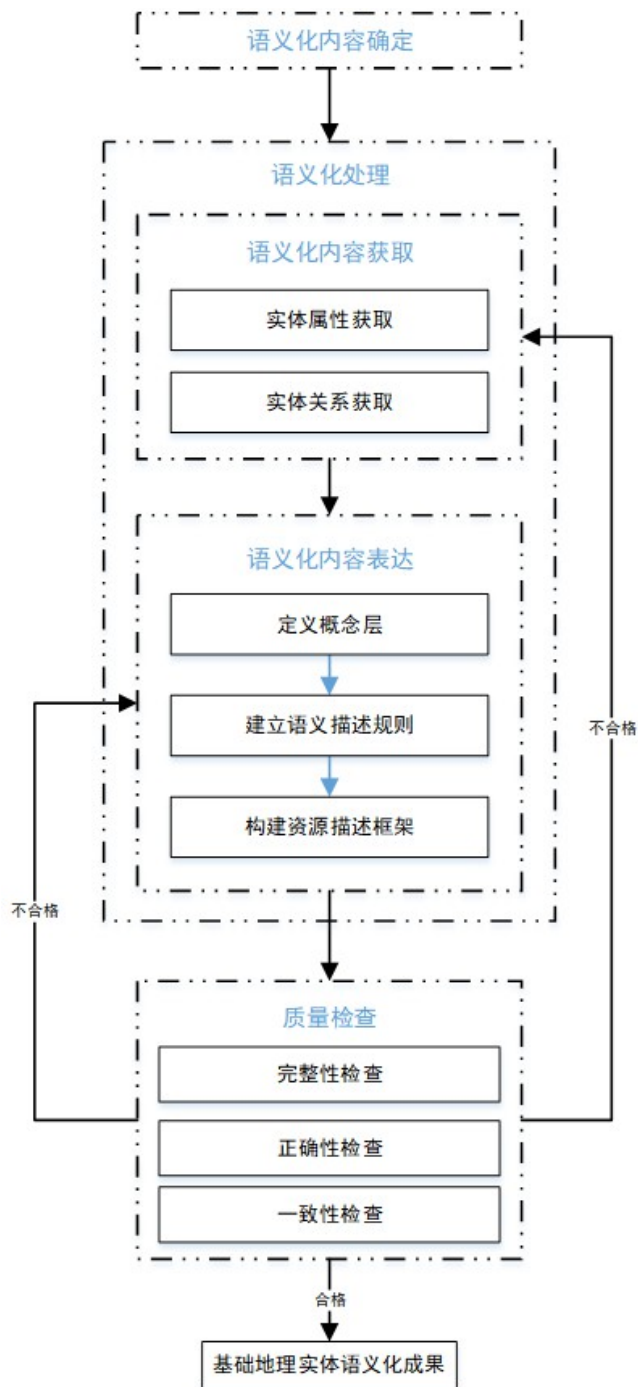 语义化内容确定
语义化处理
语义化内容获取
实体属性获取
实体关系获取
语义化内容表达
定义概念层
建立语义描述规则
不合格
构建资源描述框架
不合格
质量检查
完整性检查
正确性检查
一致性检查
合格
基础地理实体语义化成果